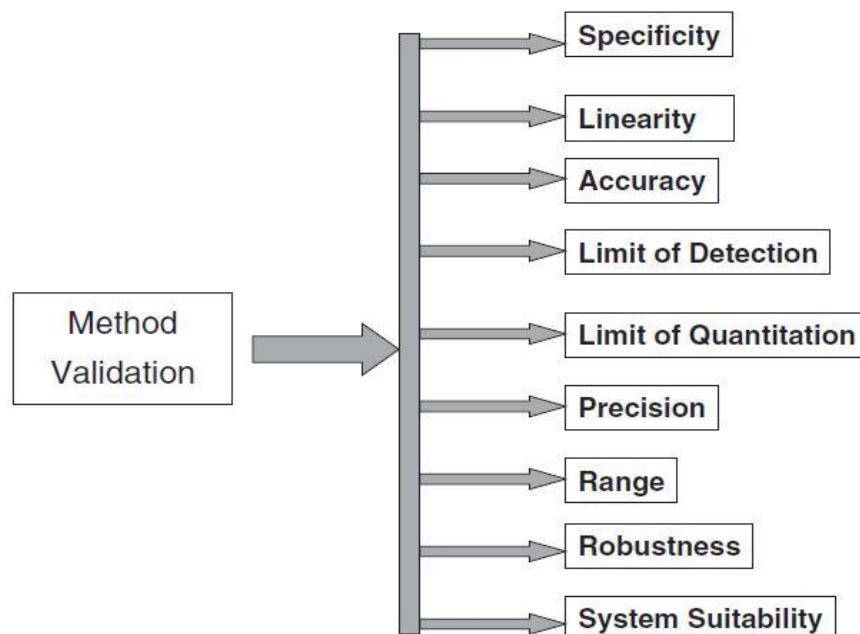 Specificity
Linearity
Accuracy
Limit of Detection
Method
Validation
Limit of Quantitation
Precision
Range
Robustness
System Suitability